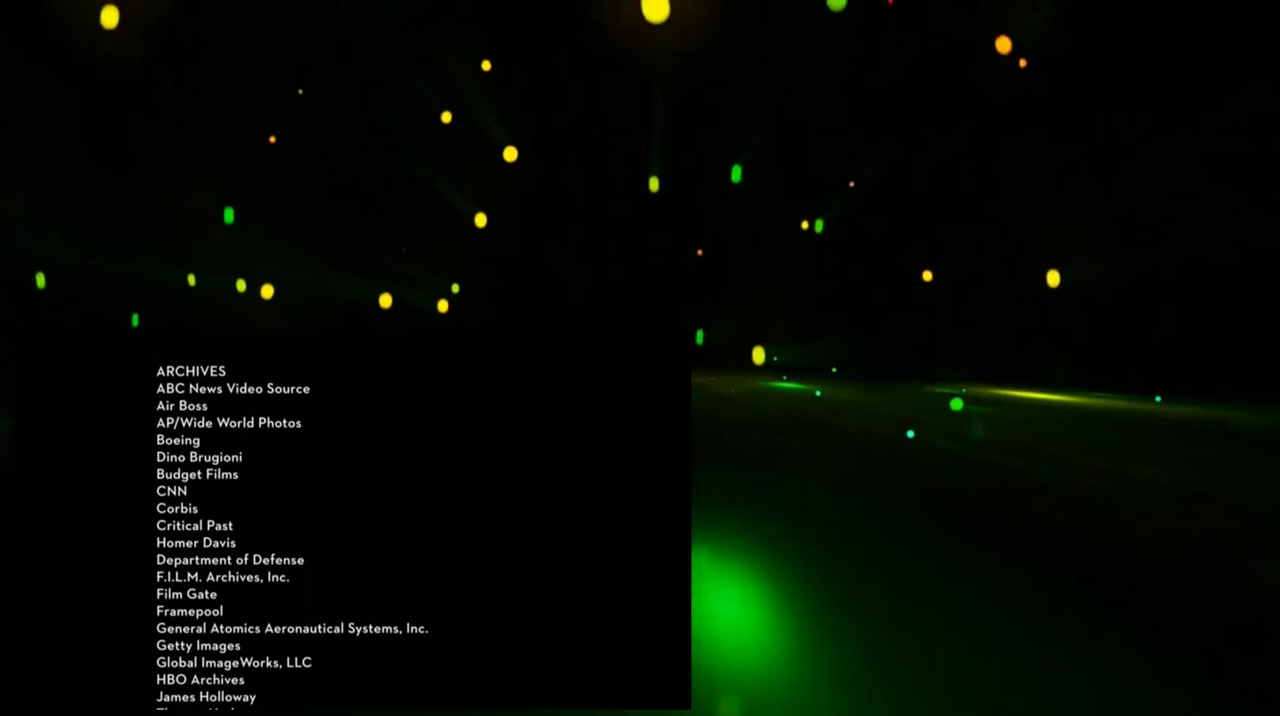 ARCHIVES
ABC News Video Source
Air Boss
AP/Wide World Photos
Boeing
Dino Brugioni
Budget Films
CNN
Corbis
Critical Past
Homer Davis
Department of Defense
F.I.L.M. Archives, Inc.
Film Gate
Framepool
General Atomics Aeronautical Systems, Inc.
Getty Images
Global ImageWorks, LLC
HBO Archives
James Holloway